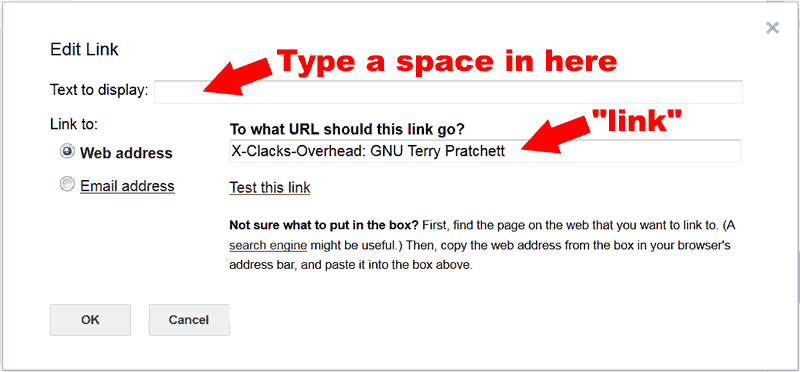 Edit Link
Type a space in here
Text to display:
Link to:
To what URL should this link go?
"link"
Web address
X-Clacks-Overhead: GNU Terry Pratchett
Email address
Test this link
Not sure what to put in the box? First, find the page on the web that you want to link to. (A
search engine might be useful.) Then, copy the web address from the box in your browser's
address bar, and paste it into the box above.
OK
Cancel